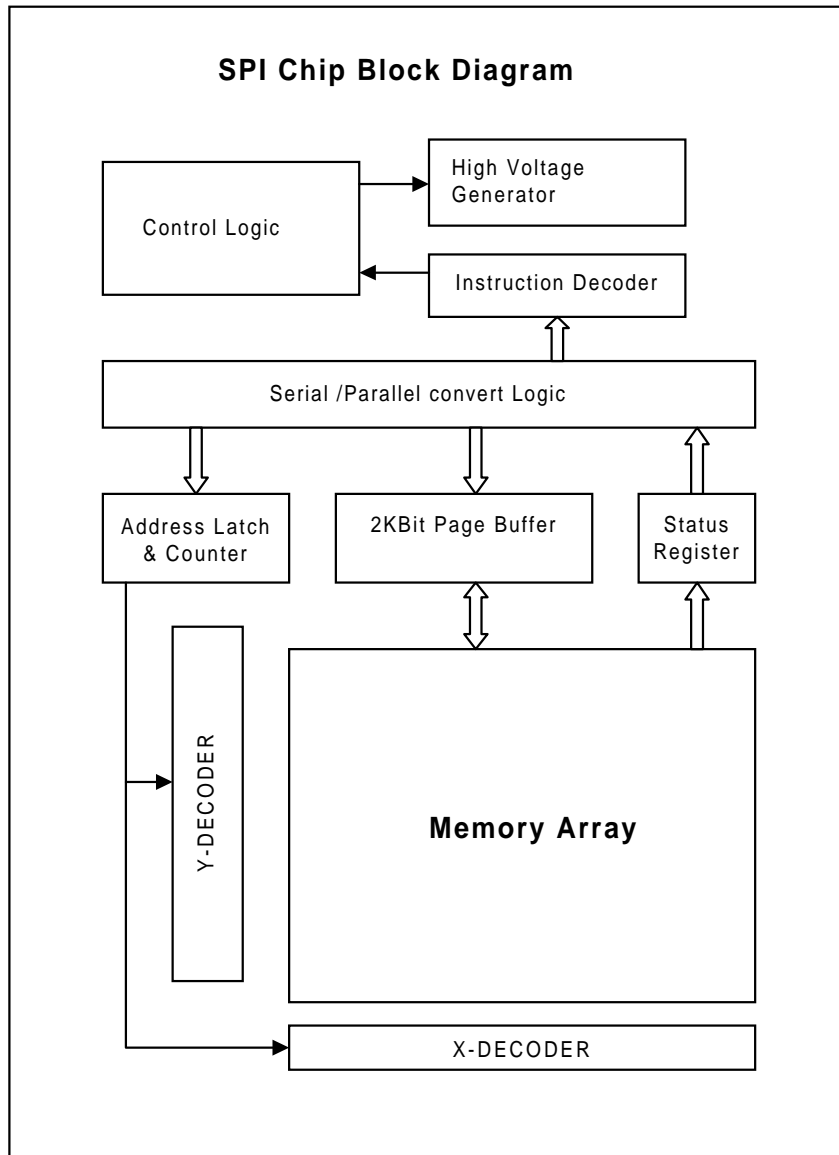 SPI Chip Block Diagram
High Voltage
Generator
Control Logic
Instruction Decoder
Serial /Parallel convert Logic
Address Latch
& Counter
2KBit Page Buffer
Status
Register
Y-DECODER
Memory Array
X-DECODER